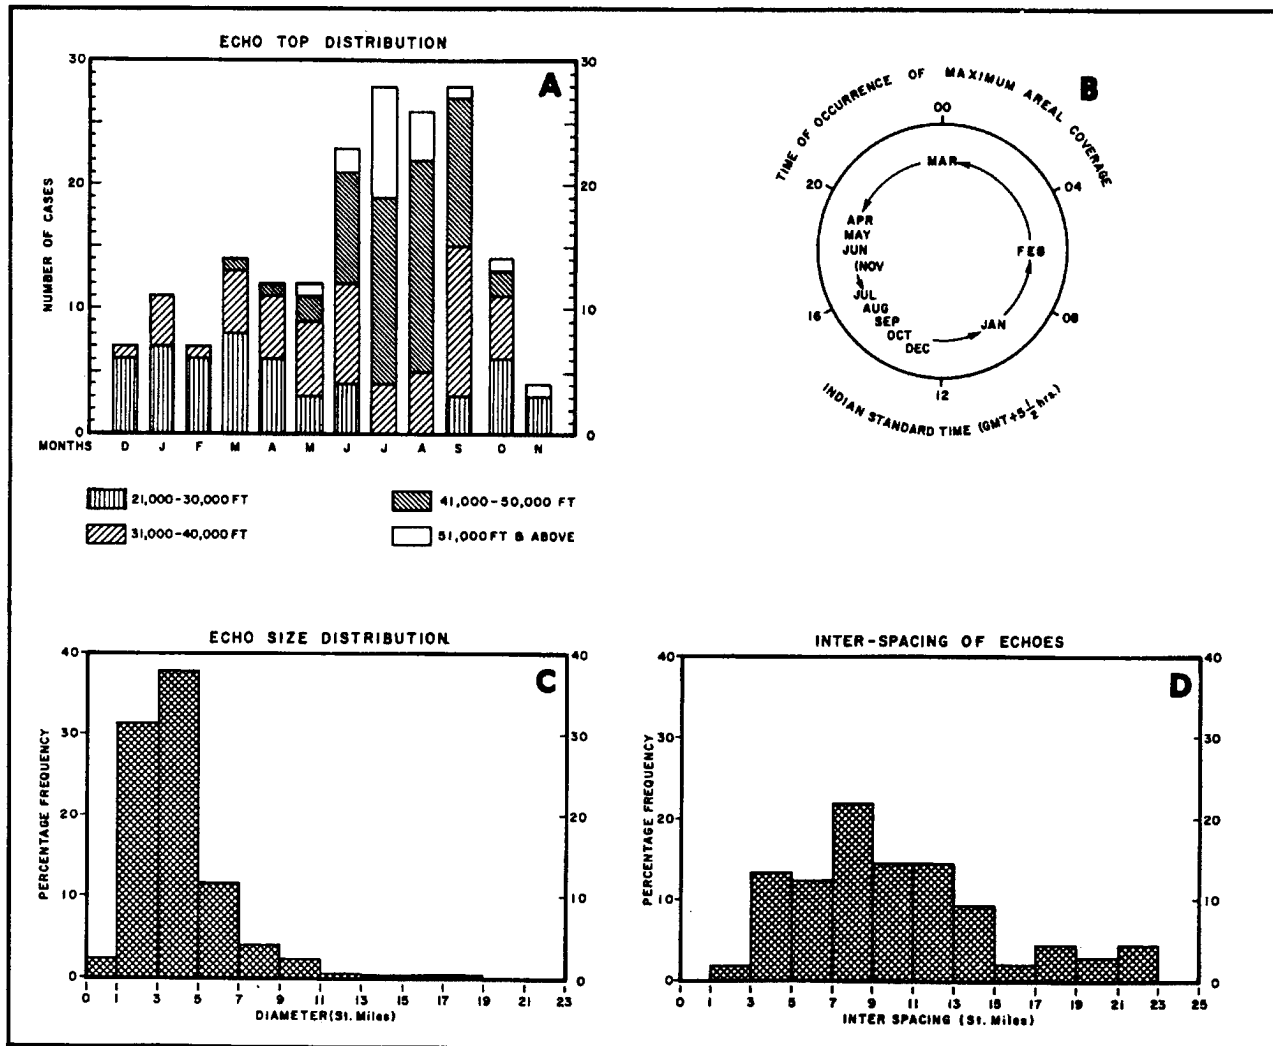 ECHO TOP DISTRIBUTION
A
30
20
10
0
30
20
10
0
NUMBER OF CASES
MONTHS D J F M A M J J A S O N
21,000-30,000 FT
41,000-50,000 FT
31,000-40,000 FT
51,000 FT & ABOVE
B
TIME OF OCCURRENCE OF MAXIMUM AREAL COVERAGE
00
04
08
12
16
20
MAR
APR
MAY
JUN
(NOV
JUL
AUG
SEP
OCT
DEC
JAN
FEB
INDIAN STANDARD TIME (GMT+5 1/2 hrs.)
ECHO SIZE DISTRIBUTION
C
40
30
20
10
0
40
30
20
10
0
PERCENTAGE FREQUENCY
0 1 3 5 7 9 11 13 15 17 19 21 23
DIAMETER (St. Miles)
INTER-SPACING OF ECHOES
D
40
30
20
10
0
40
30
20
10
0
PERCENTAGE FREQUENCY
0 1 3 5 7 9 11 13 15 17 19 21 23 25
INTER SPACING (St. Miles)